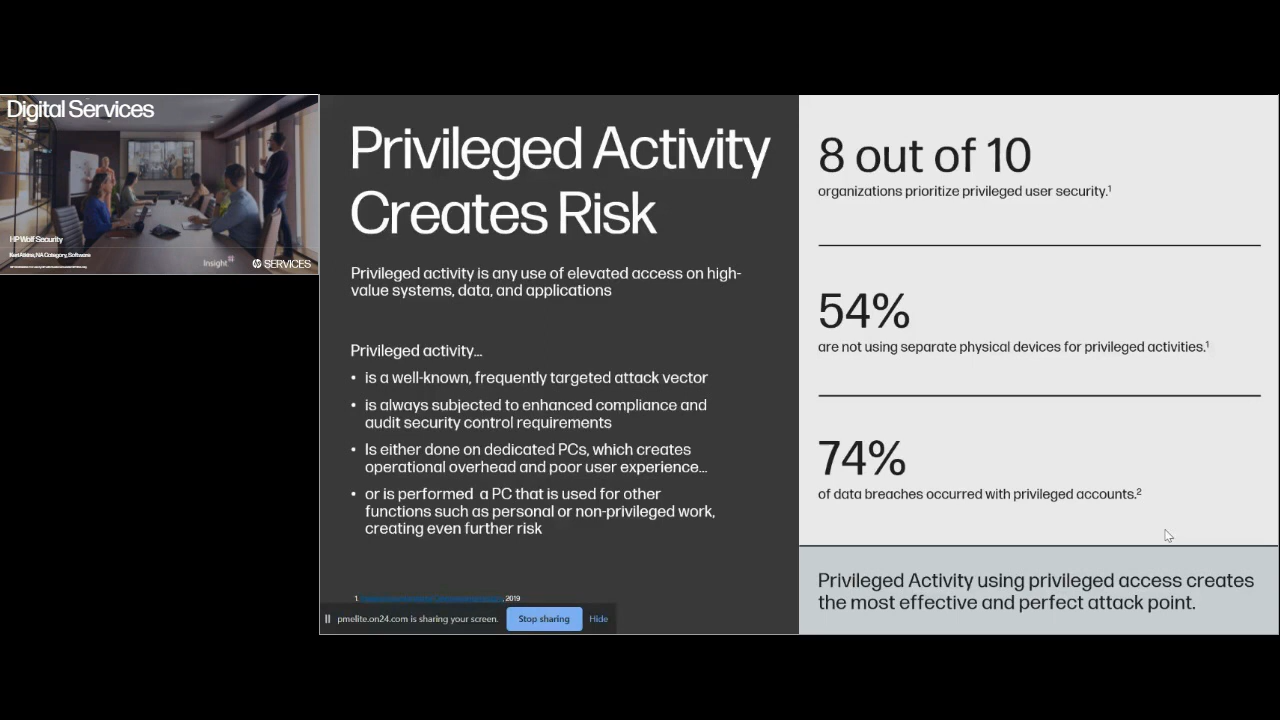 Digital Services
HP Wolf Security
Ken Atkins, NA Category, Software
Insight
hp SERVICES
Privileged Activity
Creates Risk
Privileged activity is any use of elevated access on high-
value systems, data, and applications
Privileged activity...
• is a well-known, frequently targeted attack vector
• is always subjected to enhanced compliance and
audit security control requirements
• Is either done on dedicated PCs, which creates
operational overhead and poor user experience...
• or is performed a PC that is used for other
functions such as personal or non-privileged work,
creating even further risk
1. , 2019
pmelite.on24.com is sharing your screen.
Stop sharing
Hide
8 out of 10
organizations prioritize privileged user security.1
54%
are not using separate physical devices for privileged activities.1
74%
of data breaches occurred with privileged accounts.2
Privileged Activity using privileged access creates
the most effective and perfect attack point.